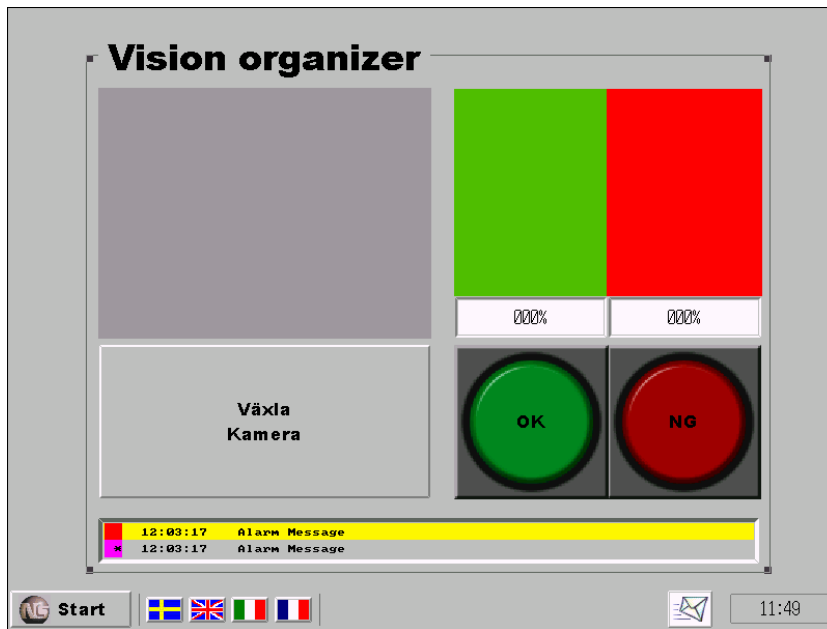 Vision organizer
000% 000%
Växla
Kamera
OK NG
12:03:17 Alarm Message
* 12:03:17 Alarm Message
NG Start 11:49